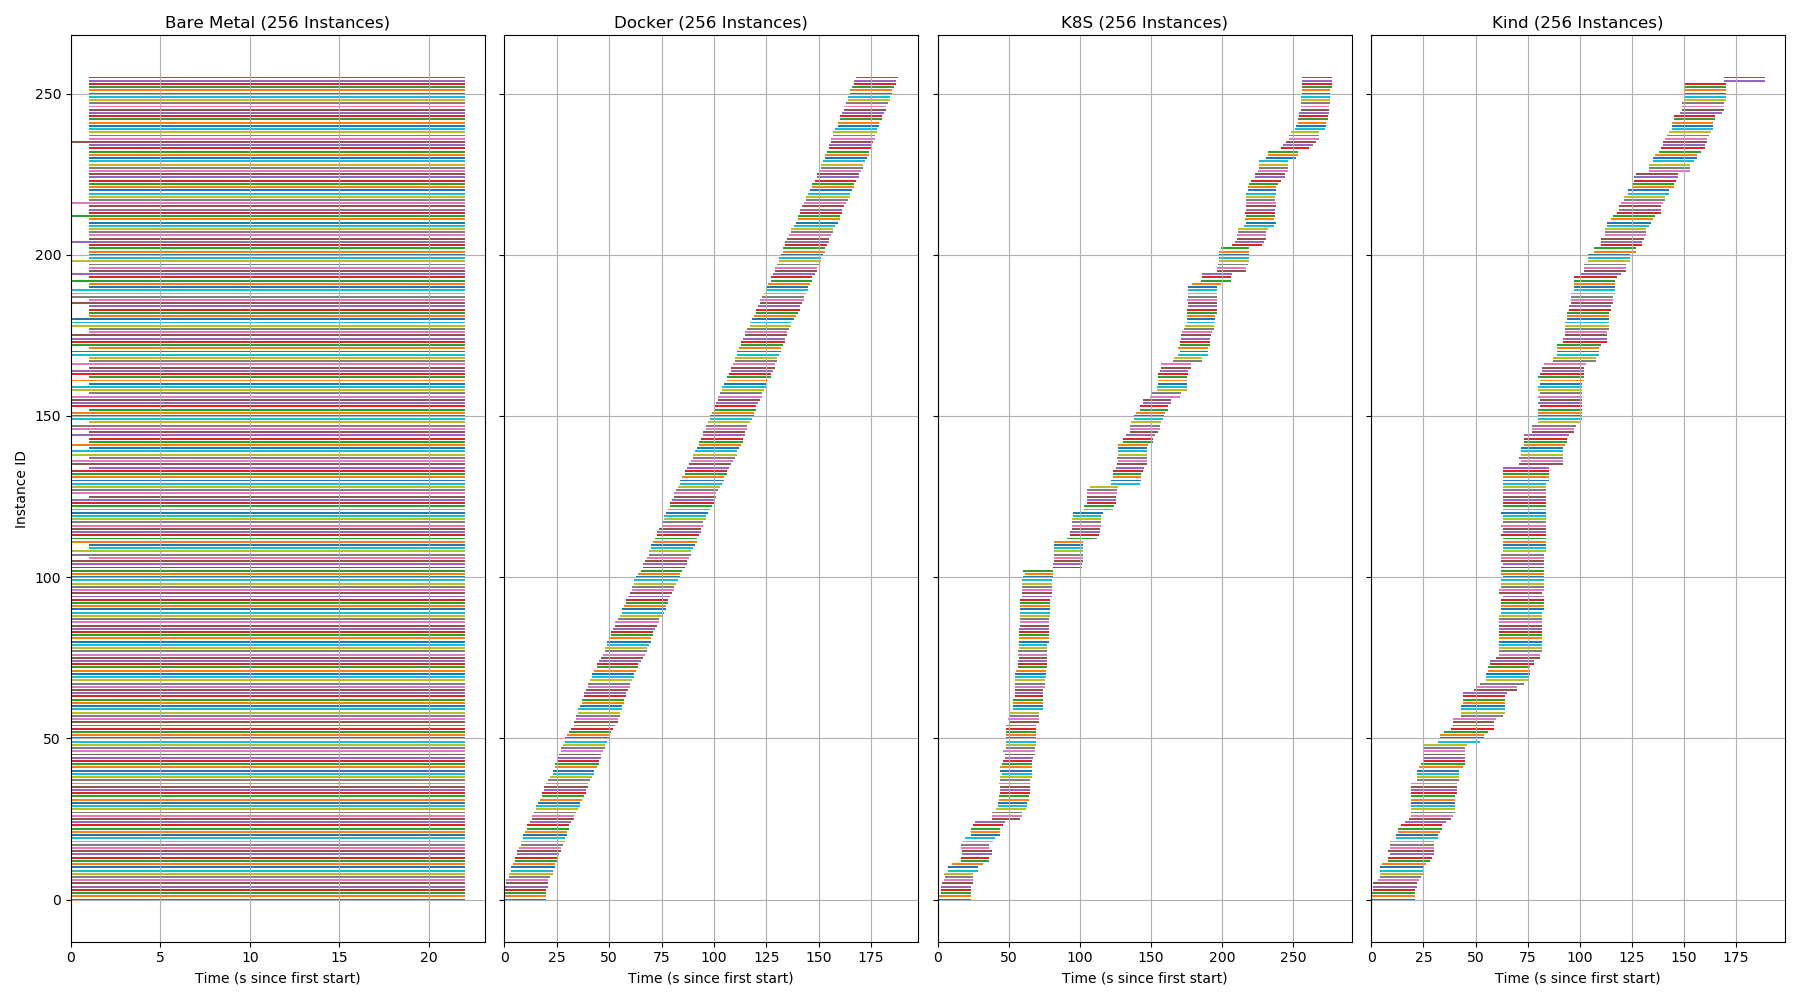 Bare Metal (256 Instances)
Docker (256 Instances)
K8S (256 Instances)
Kind (256 Instances)
Instance ID
250
200
150
100
50
0
0 5 10 15 20
0 25 50 75 100 125 150 175
0 50 100 150 200 250
0 25 50 75 100 125 150 175
Time (s since first start)
Time (s since first start)
Time (s since first start)
Time (s since first start)